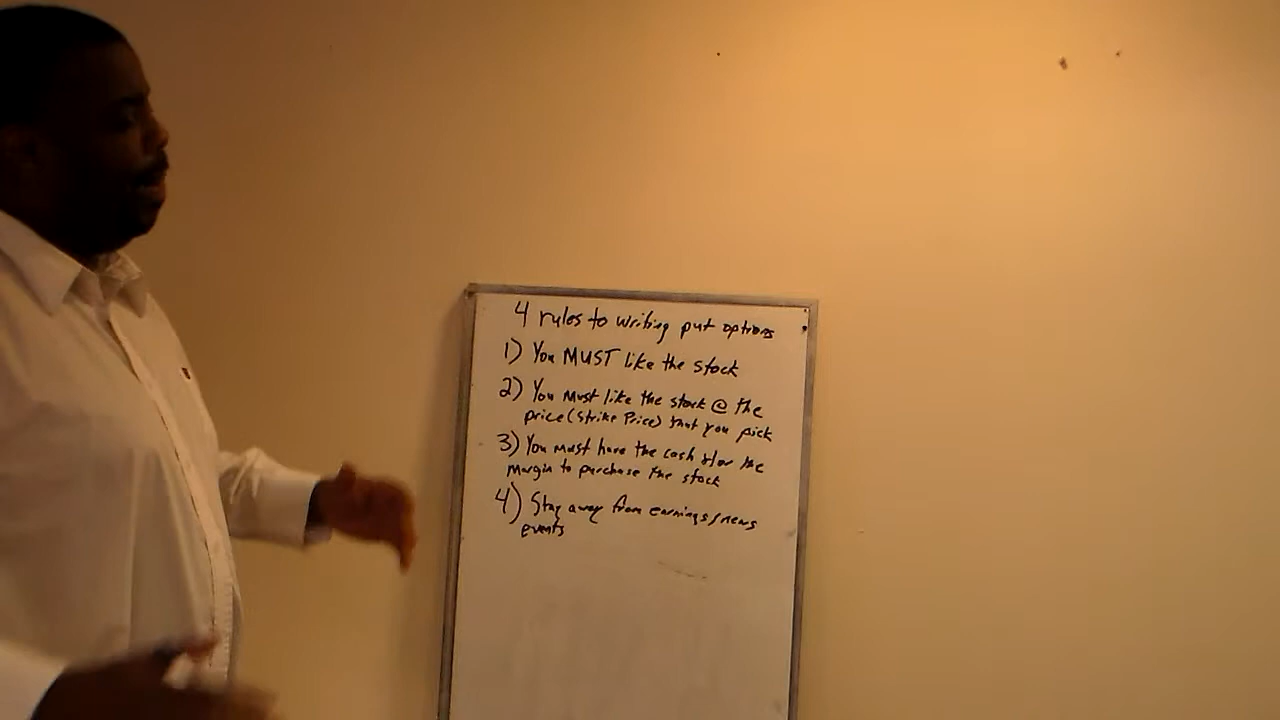 4 rules to writing put options
1) You MUST like the stock
2) You Must like the stock @ the
price (Strike Price) that you pick
3) You must have the cash &/or the
Margin to purchase the stock
4) Stay away from earnings/news
events